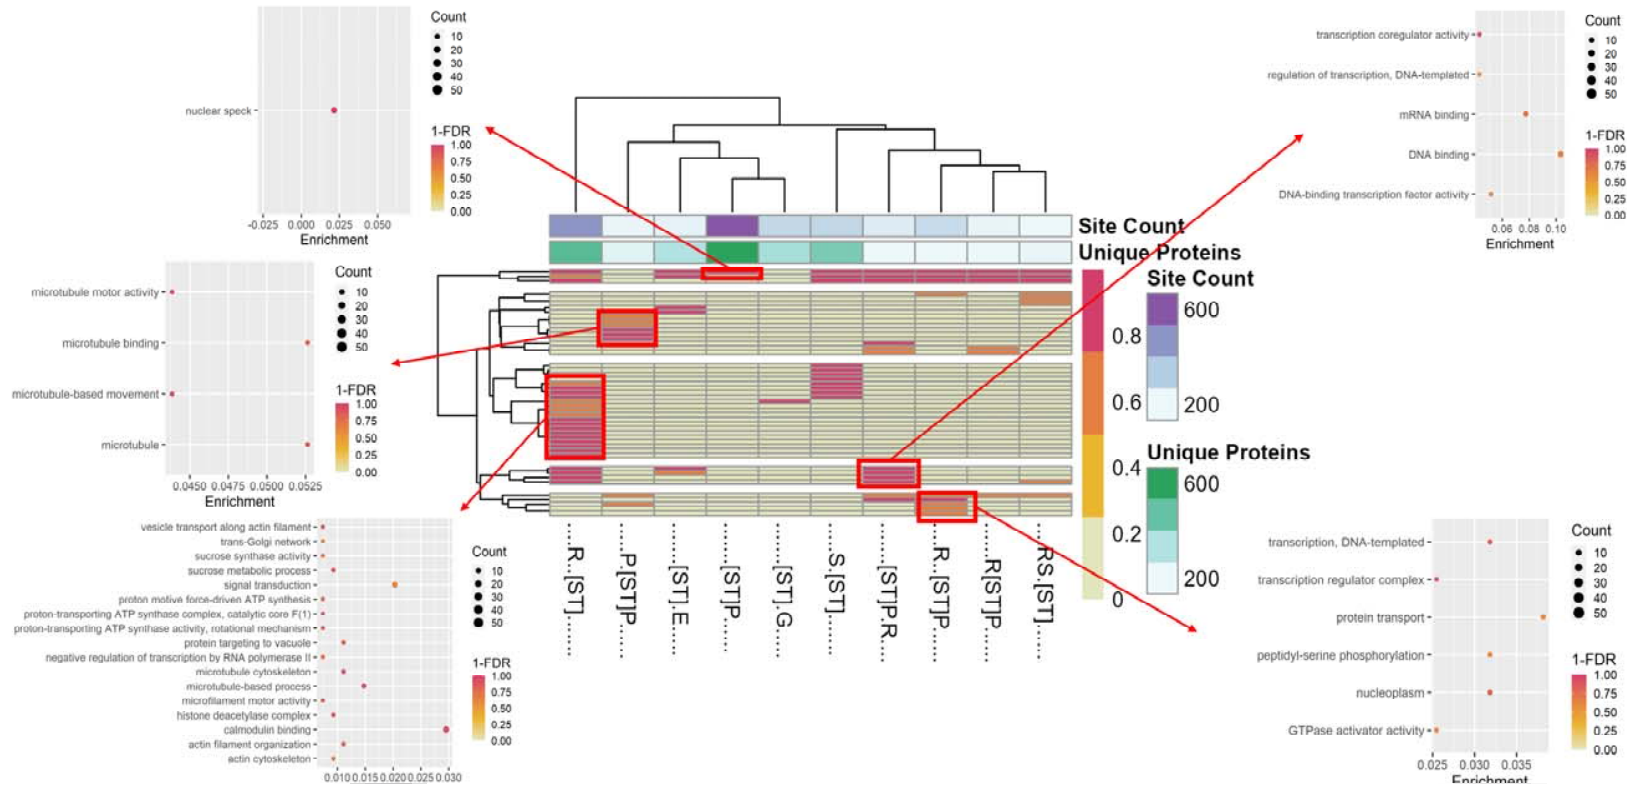 Count
10
20
30
40
50
nuclear speck
1-FDR
1.00
0.75
0.50
0.25
0.00
-0.025 0.000 0.025 0.050
Enrichment
Count
10
20
30
40
50
transcription coregulator activity
regulation of transcription, DNA-templated
mRNA binding
DNA binding
DNA-binding transcription factor activity
1-FDR
1.00
0.75
0.50
0.25
0.00
0.06 0.08 0.10
Enrichment
Site Count
Unique Proteins
Site Count
600
200
Unique Proteins
600
200
0.8
0.6
0.4
0.2
0
microtubule motor activity
microtubule binding
microtubule-based movement
microtubule
Count
10
20
30
40
50
1-FDR
1.00
0.75
0.50
0.25
0.00
0.0450 0.0475 0.0500 0.0525
Enrichment
vesicle transport along actin filament
trans-Golgi network
sucrose synthase activity
sucrose metabolic process
signal transduction
proton motive force-driven ATP synthesis
proton-transporting ATP synthase complex, catalytic core F(1)
proton-transporting ATP synthase activity, rotational mechanism
protein targeting to vacuole
negative regulation of transcription by RNA polymerase II
microtubule cytoskeleton
microtubule-based process
microfilament motor activity
histone deacetylase complex
calmodulin binding
actin filament organization
actin cytoskeleton
0.010 0.015 0.020 0.025 0.030
Count
10
20
30
40
50
1-FDR
1.00
0.75
0.50
0.25
0.00
....R..[ST]......
.....P.[ST]P.....
.......[ST].E....
.......[ST]P.....
.......[ST].G....
.....S.[ST]......
.......[ST]P.R...
....R..[ST]P.....
......R[ST]P.....
....RS.[ST]......
transcription, DNA-templated
transcription regulator complex
protein transport
peptidyl-serine phosphorylation
nucleoplasm
GTPase activator activity
0.025 0.030 0.035
Enrichment
Count
10
20
30
40
50
1-FDR
1.00
0.75
0.50
0.25
0.00